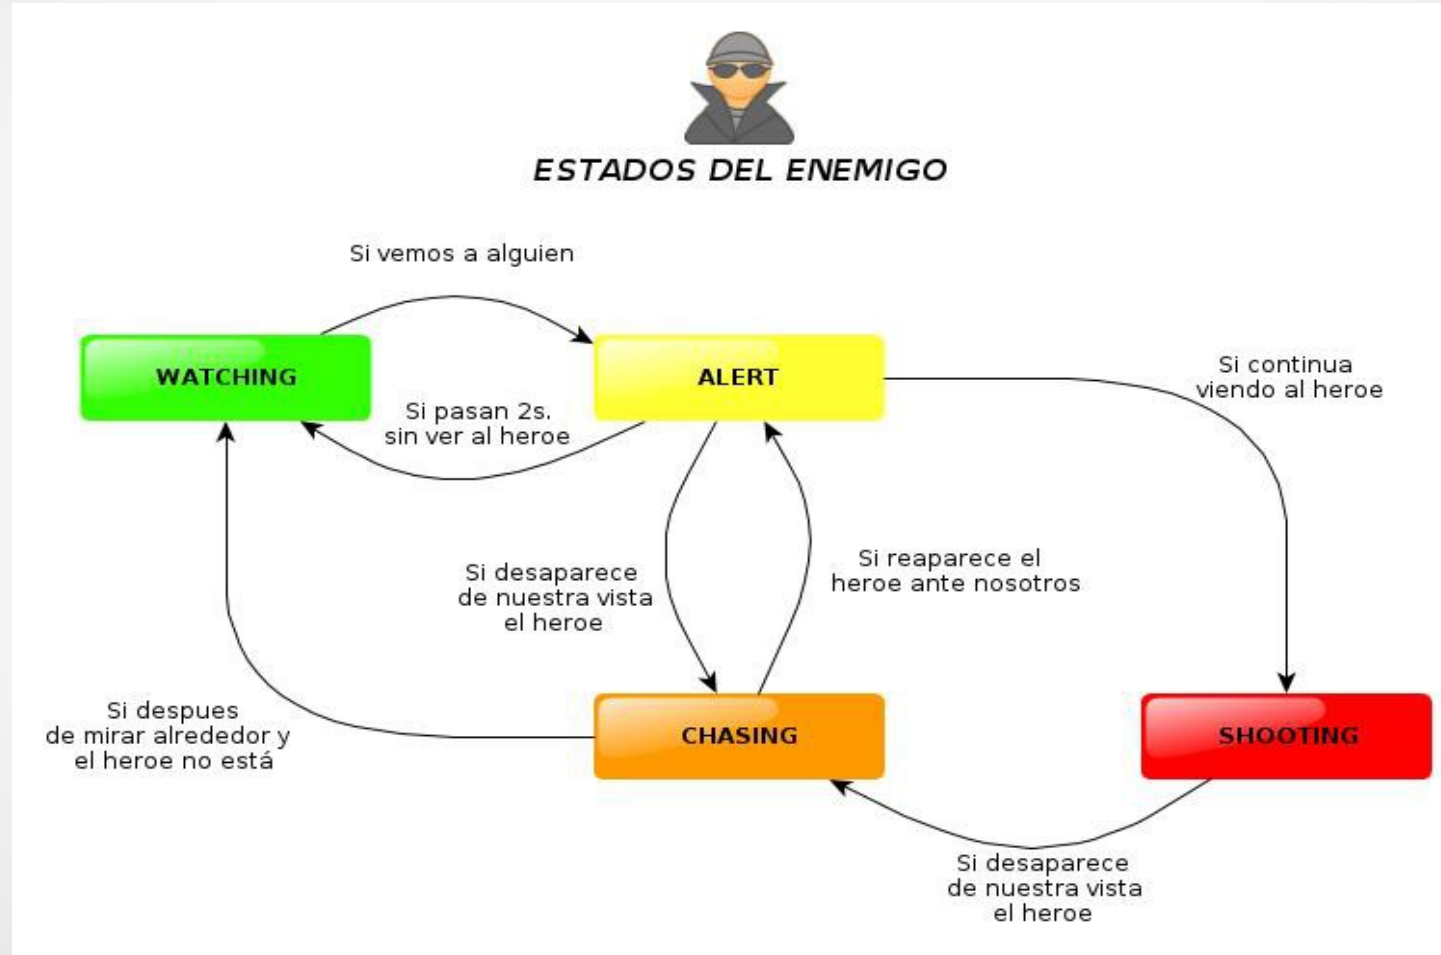 ESTADOS DEL ENEMIGO
Si vemos a alguien
WATCHING
ALERT
Si continua
viendo al heroe
Si pasan 2s.
sin ver al heroe
Si desaparece
de nuestra vista
el heroe
Si reaparece el
heroe ante nosotros
Si despues
de mirar alrededor y
el heroe no está
CHASING
SHOOTING
Si desaparece
de nuestra vista
el heroe